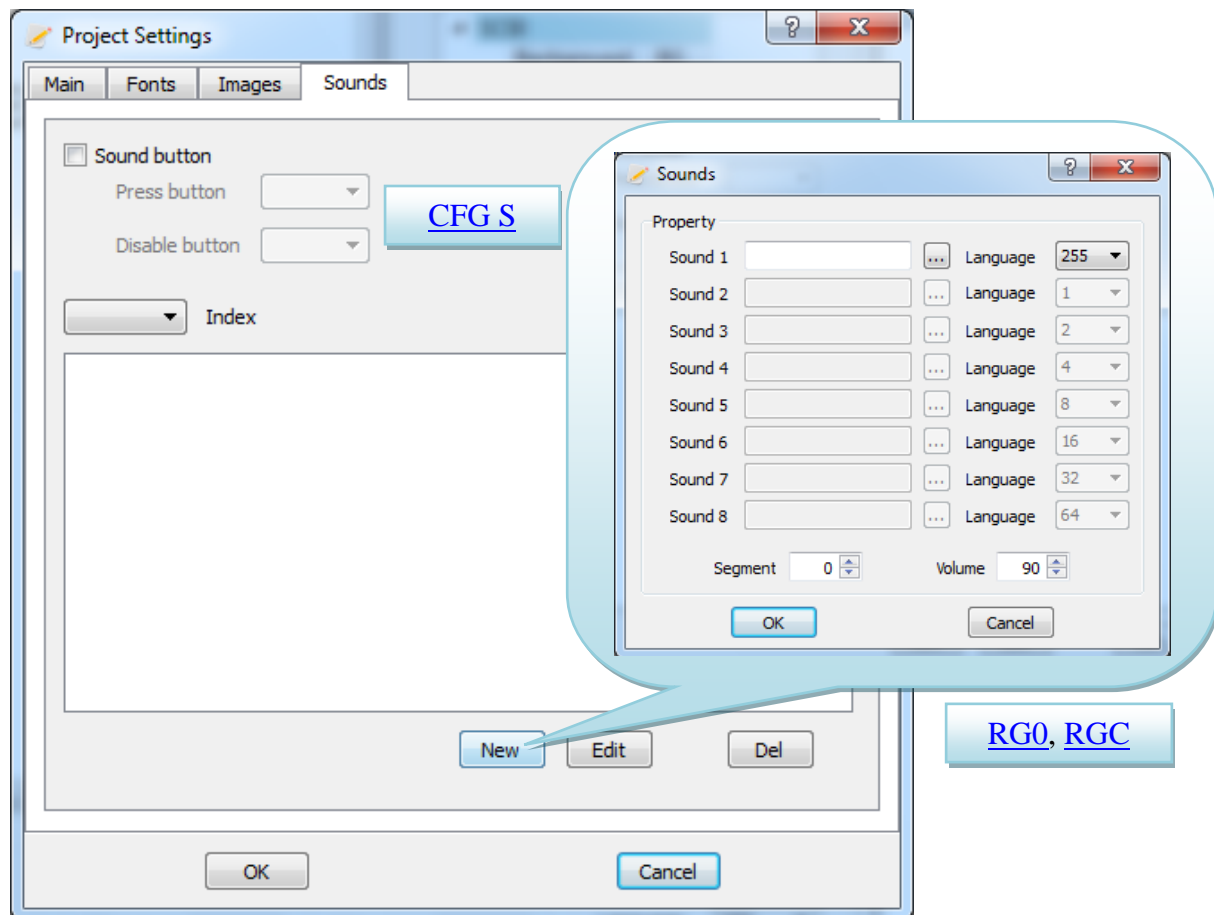 Project Settings
Main Fonts Images Sounds
Sound button
Press button
Disable button
CFG S
Index
Sounds
Property
Sound 1 ... Language 255
Sound 2 ... Language 1
Sound 3 ... Language 2
Sound 4 ... Language 4
Sound 5 ... Language 8
Sound 6 ... Language 16
Sound 7 ... Language 32
Sound 8 ... Language 64
Segment 0 Volume 90
OK Cancel
RG0, RGC
New Edit Del
OK Cancel